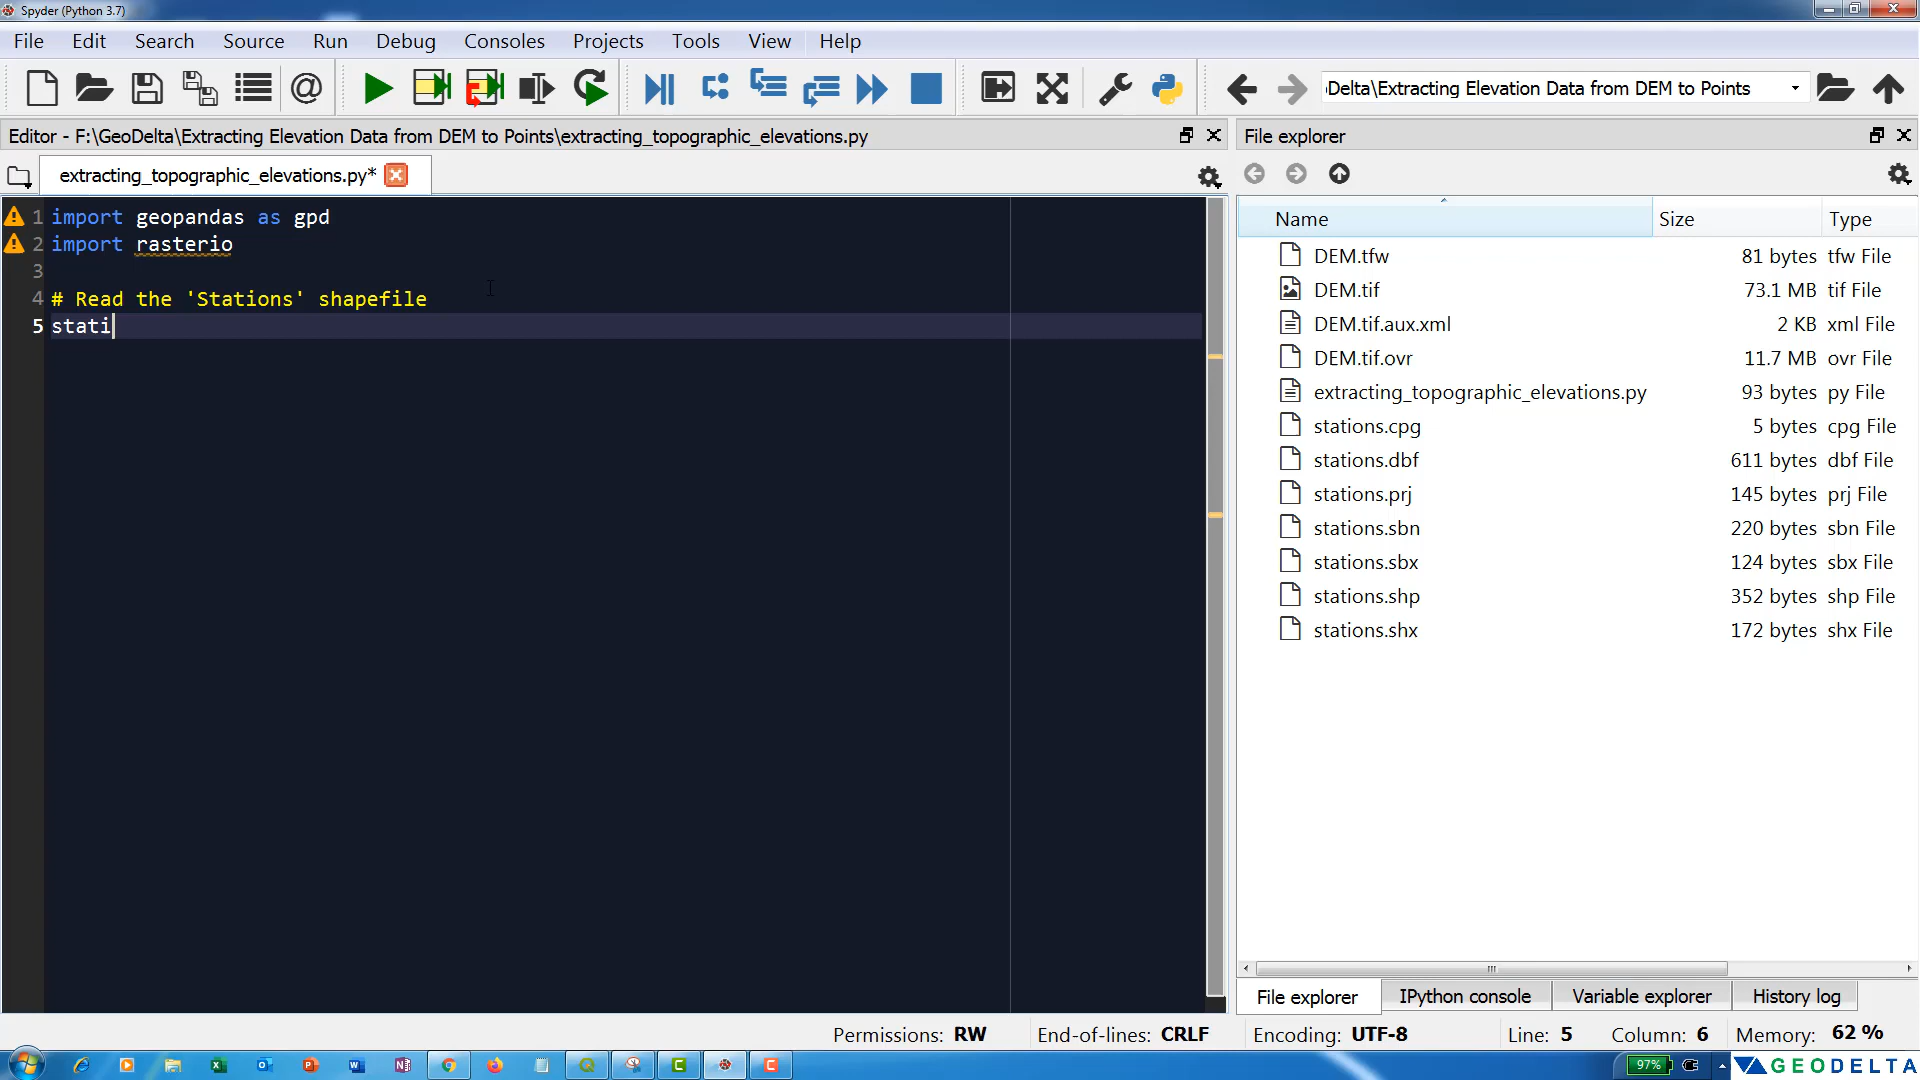 Spyder (Python 3.7)
File Edit Search Source Run Debug Consoles Projects Tools View Help
Delta\Extracting Elevation Data from DEM to Points
Editor - F:\GeoDelta\Extracting Elevation Data from DEM to Points\extracting_topographic_elevations.py
File explorer
extracting_topographic_elevations.py*
1 import geopandas as gpd
2 import rasterio
3
4 # Read the 'Stations' shapefile
5 stati
Name Size Type
DEM.tfw 81 bytes tfw File
DEM.tif 73.1 MB tif File
DEM.tif.aux.xml 2 KB xml File
DEM.tif.ovr 11.7 MB ovr File
extracting_topographic_elevations.py 93 bytes py File
stations.cpg 5 bytes cpg File
stations.dbf 611 bytes dbf File
stations.prj 145 bytes prj File
stations.sbn 220 bytes sbn File
stations.sbx 124 bytes sbx File
stations.shp 352 bytes shp File
stations.shx 172 bytes shx File
File explorer IPython console Variable explorer History log
Permissions: RW End-of-lines: CRLF Encoding: UTF-8 Line: 5 Column: 6 Memory: 62 %
97% GEODELTA